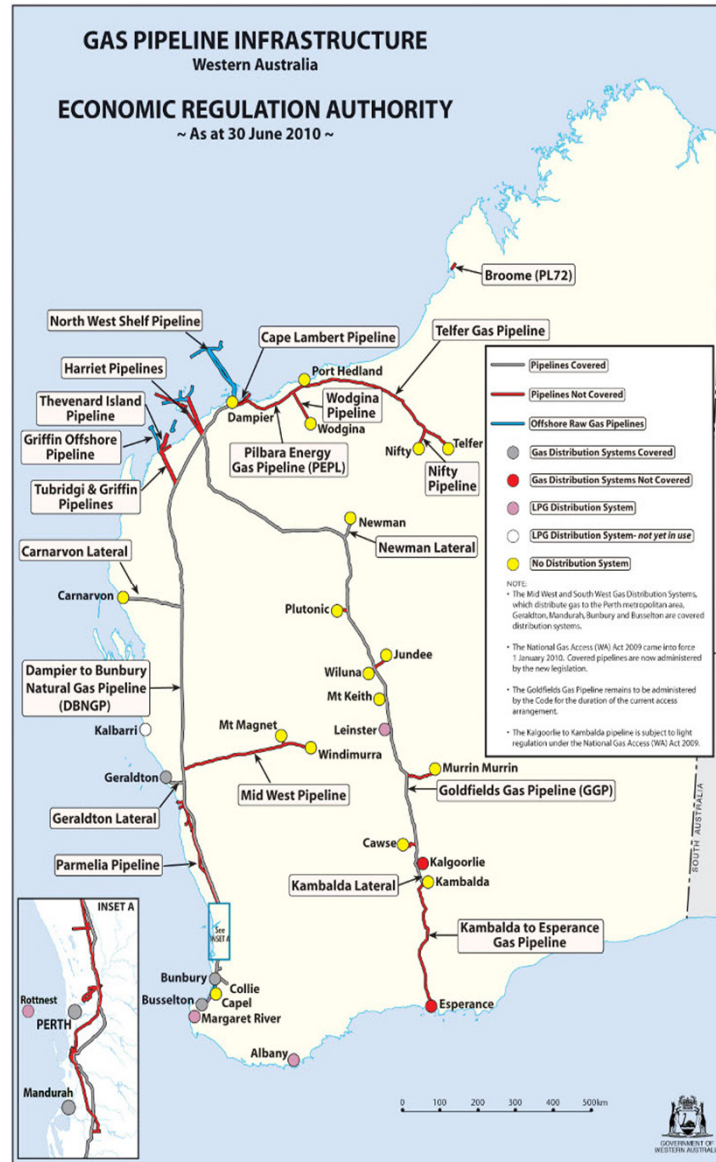 GAS PIPELINE INFRASTRUCTURE
Western Australia
ECONOMIC REGULATION AUTHORITY
~ As at 30 June 2010 ~
Broome (PL72)
North West Shelf Pipeline
Cape Lambert Pipeline
Telfer Gas Pipeline
Harriet Pipelines
Port Hedland
Thevenard Island
Pipeline
Dampier
Wodgina
Pipeline
Wodgina
Griffin Offshore
Pipeline
Pilbara Energy
Gas Pipeline (PEPL)
Nifty
Telfer
Nifty
Pipeline
Tubridgi & Griffin
Pipelines
Pipelines Covered
Pipelines Not Covered
Offshore Raw Gas Pipelines
Gas Distribution Systems Covered
Gas Distribution Systems Not Covered
LPG Distribution System
LPG Distribution System- not yet in use
No Distribution System
NOTE:
• The Mid West and South West Gas Distribution Systems,
which distribute gas to the Perth metropolitan area,
Geraldton, Mandurah, Bunbury and Busselton are covered
distribution systems.
• The National Gas Access (WA) Act 2009 came into force
1 January 2010. Covered pipelines are now administered
by the new legislation.
• The Goldfields Gas Pipeline remains to be administered
by the Code for the duration of the current access
arrangement.
• The Kalgoorlie to Kambalda pipeline is subject to light
regulation under the National Gas Access (WA) Act 2009.
Newman
Newman Lateral
Carnarvon Lateral
Carnarvon
Plutonic
Jundee
Wiluna
Dampier to Bunbury
Natural Gas Pipeline
(DBNGP)
Mt Keith
Kalbarri
Mt Magnet
Leinster
Windimurra
Geraldton
Murrin Murrin
Mid West Pipeline
Goldfields Gas Pipeline (GGP)
Geraldton Lateral
Cawse
Parmelia Pipeline
Kalgoorlie
Kambalda Lateral
Kambalda
SOUTH AUSTRALIA
INSET A
See
INSET A
Kambalda to Esperance
Gas Pipeline
Bunbury
Collie
Rottnest
PERTH
Busselton
Capel
Margaret River
Esperance
Albany
Mandurah
0 100 200 300 400 500km
GOVERNMENT OF
WESTERN AUSTRALIA